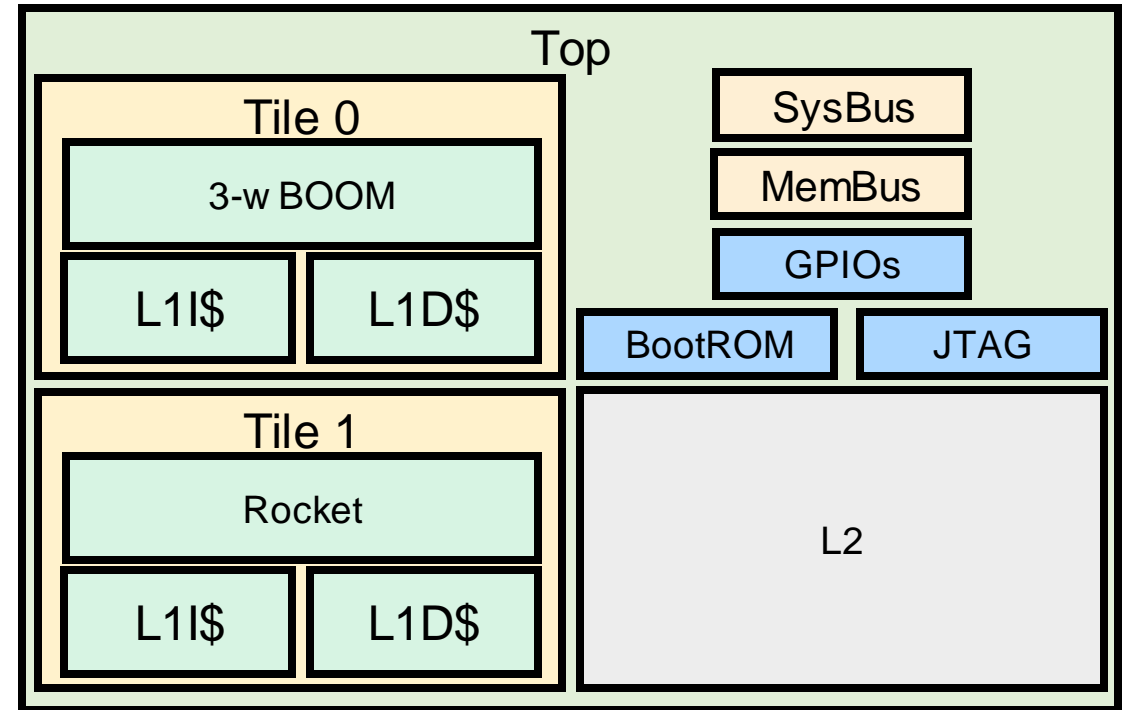 Top
Tile 0
3-w BOOM
L1I$
L1D$
Tile 1
Rocket
L1I$
L1D$
SysBus
MemBus
GPIOs
BootROM
JTAG
L2